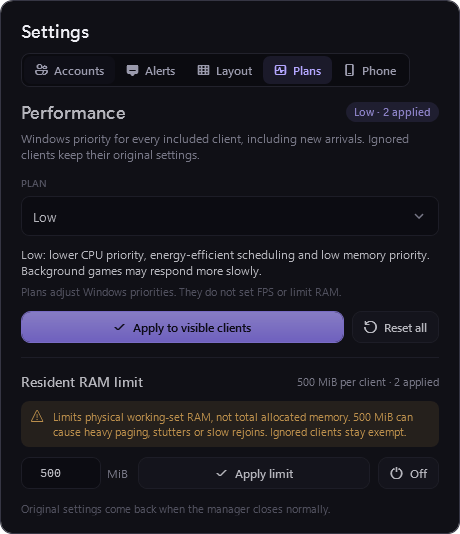 Settings
Accounts Alerts Layout Plans Phone
Performance Low · 2 applied
Windows priority for every included client, including new arrivals. Ignored
clients keep their original settings.
PLAN
Low
Low: lower CPU priority, energy-efficient scheduling and low memory priority.
Background games may respond more slowly.
Plans adjust Windows priorities. They do not set FPS or limit RAM.
Apply to visible clients Reset all
Resident RAM limit 500 MiB per client · 2 applied
Limits physical working-set RAM, not total allocated memory. 500 MiB can
cause heavy paging, stutters or slow rejoins. Ignored clients stay exempt.
500 MiB Apply limit Off
Original settings come back when the manager closes normally.